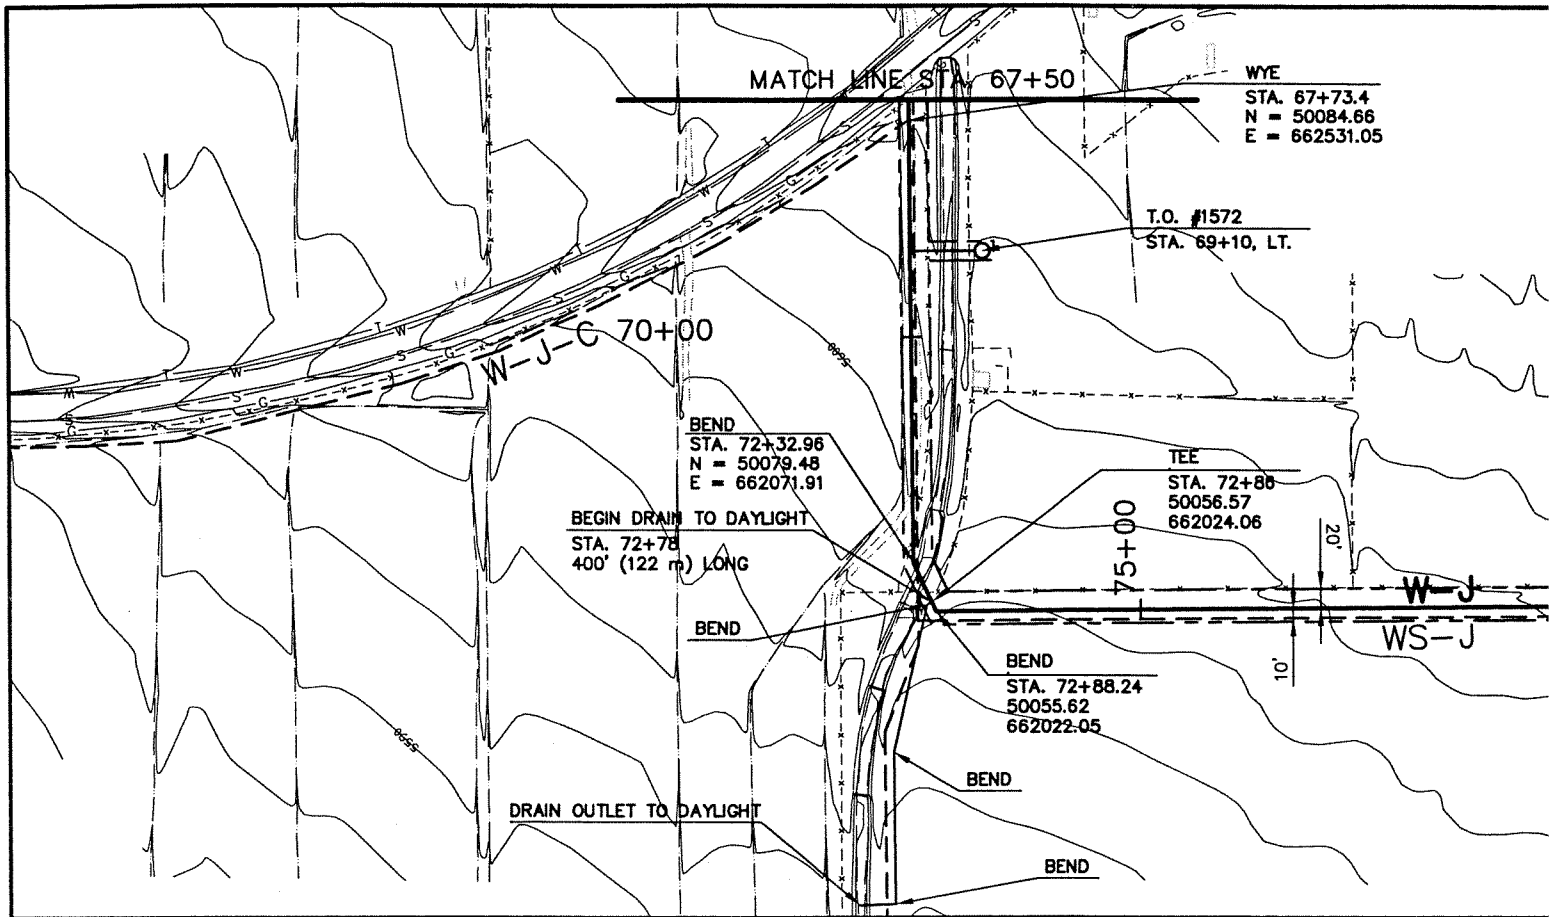 MATCH LINE STA. 67+50
WYE
STA. 67+73.4
N = 50084.66
E = 662531.05
T.O. #1572
STA. 69+10, LT.
W-J-C 70+00
5600
BEND
STA. 72+32.96
N = 50079.48
E = 662071.91
TEE
STA. 72+86
50056.57
662024.06
BEGIN DRAIN TO DAYLIGHT
STA. 72+78
400' (122 m) LONG
75+00
20'
W-J
BEND
WS-J
10'
BEND
STA. 72+88.24
50055.62
662022.05
5590
BEND
DRAIN OUTLET TO DAYLIGHT
BEND